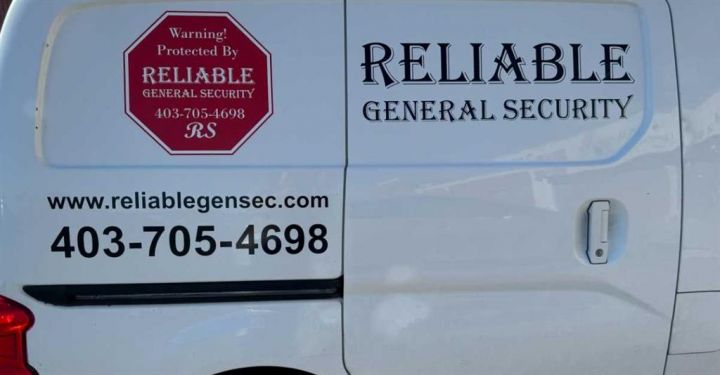 Warning!
Protected By
RELIABLE
GENERAL SECURITY
403-705-4698
RS
RELIABLE
GENERAL SECURITY
www.reliablegensec.com
403-705-4698